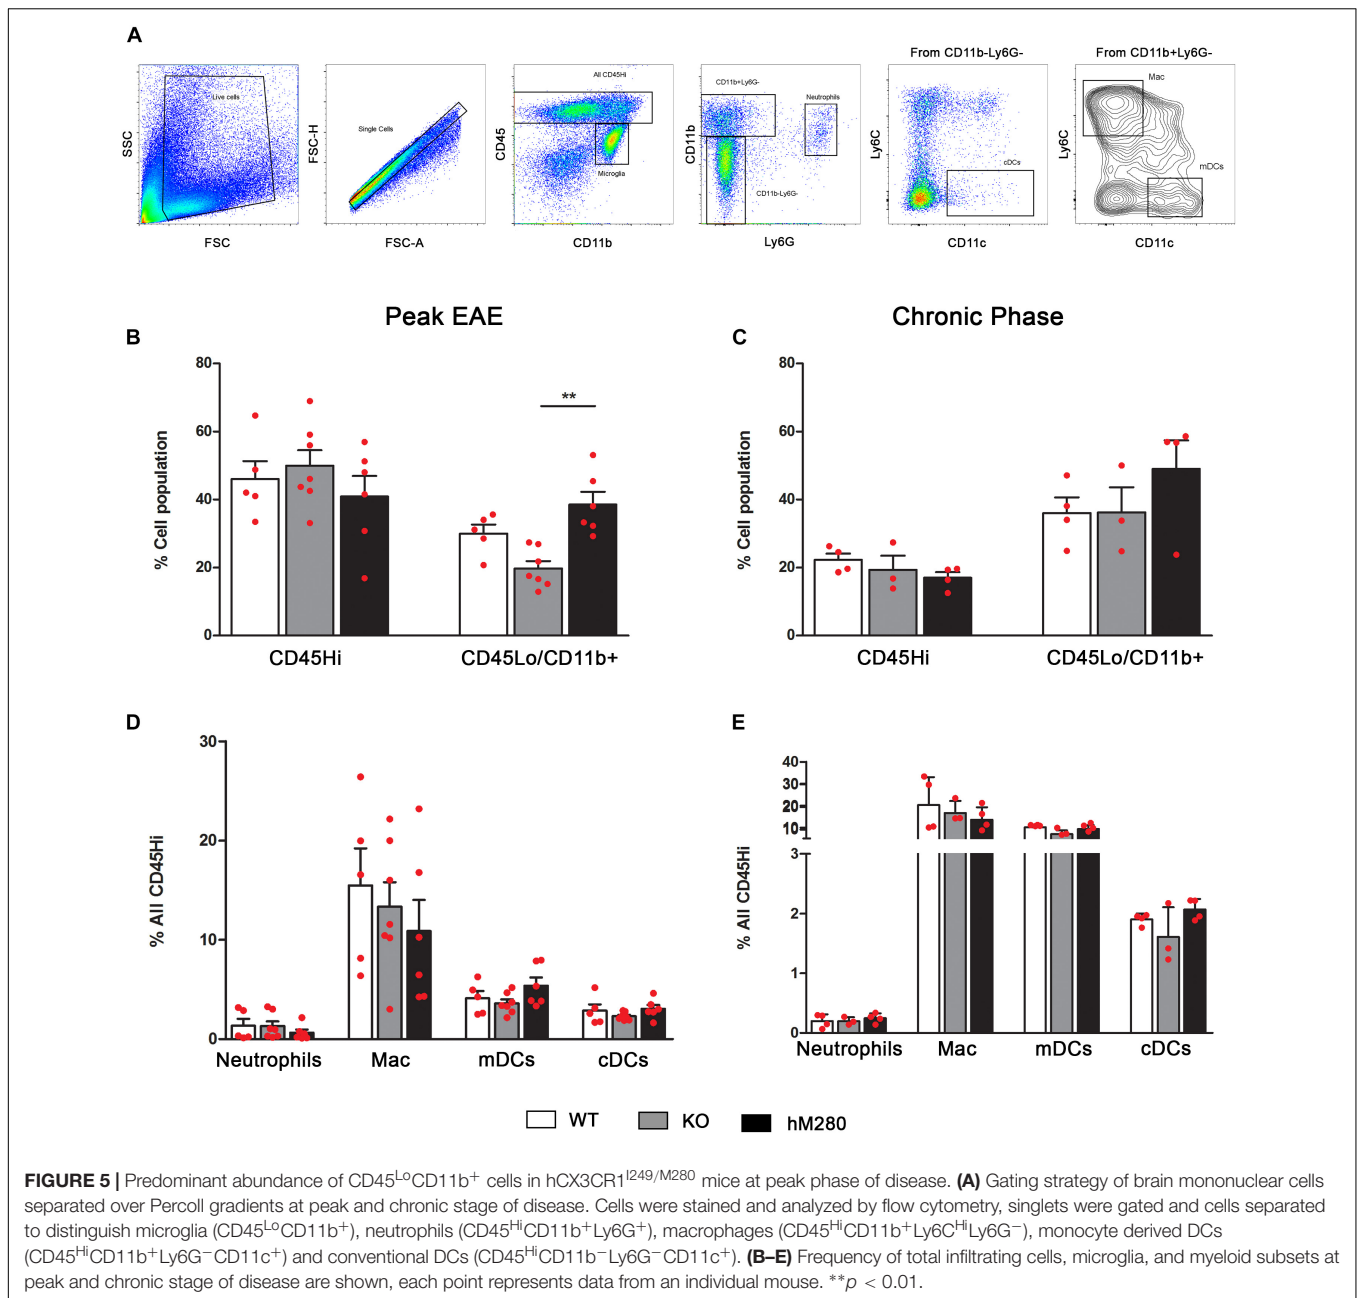 A
From CD11b-Ly6G-
From CD11b+Ly6G-
Live cells
Single Cells
All CD45Hi
Microglia
CD11b+Ly6G-
Neutrophils
CD11b-Ly6G-
cDCs
Mac
mDCs
SSC
FSC
FSC-H
FSC-A
CD45
CD11b
CD11b
Ly6G
Ly6C
CD11c
Ly6C
CD11c
Peak EAE
Chronic Phase
B
% Cell population
80
60
40
20
0
**
CD45Hi
CD45Lo/CD11b+
C
% Cell population
80
60
40
20
0
CD45Hi
CD45Lo/CD11b+
D
% All CD45Hi
30
20
10
0
Neutrophils
Mac
mDCs
cDCs
E
% All CD45Hi
40
30
20
10
3
2
1
0
Neutrophils
Mac
mDCs
cDCs
WT
KO
hM280
FIGURE 5 | Predominant abundance of CD45LoCD11b+ cells in hCX3CR1I249/M280 mice at peak phase of disease. (A) Gating strategy of brain mononuclear cells
separated over Percoll gradients at peak and chronic stage of disease. Cells were stained and analyzed by flow cytometry, singlets were gated and cells separated
to distinguish microglia (CD45LoCD11b+), neutrophils (CD45HiCD11b+Ly6G+), macrophages (CD45HiCD11b+Ly6CHiLy6G−), monocyte derived DCs
(CD45HiCD11b+Ly6G−CD11c+) and conventional DCs (CD45HiCD11b−Ly6G−CD11c+). (B–E) Frequency of total infiltrating cells, microglia, and myeloid subsets at
peak and chronic stage of disease are shown, each point represents data from an individual mouse. **p < 0.01.